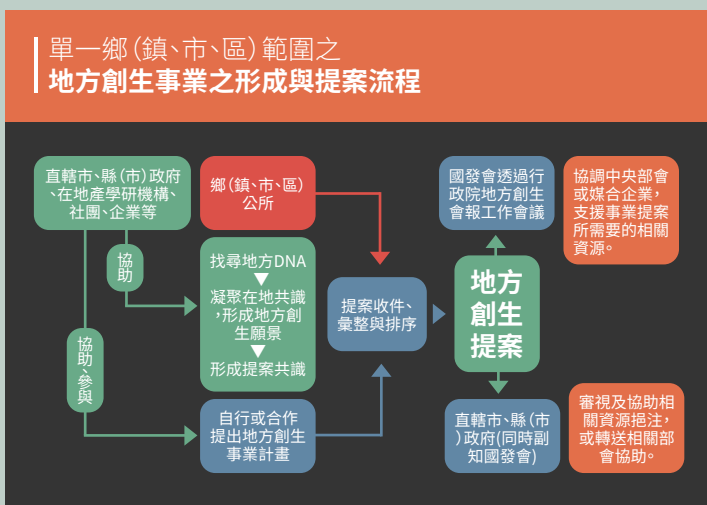 單一鄉(鎮、市、區)範圍之
地方創生事業之形成與提案流程
直轄市、縣(市)政府
、在地產學研機構、
社團、企業等
鄉(鎮、市、區)
公所
國發會透過行
政院地方創生
會報工作會議
協調中央部會
或媒合企業,
支援事業提案
所需要的相關
資源。
協助
找尋地方DNA
凝聚在地共識
,形成地方創
生願景
形成提案共識
提案收件、
彙整與排序
地方
創生
提案
協助、參與
自行或合作
提出地方創生
事業計畫
直轄市、縣(市
)政府(同時副
知國發會)
審視及協助相
關資源挹注,
或轉送相關部
會協助。